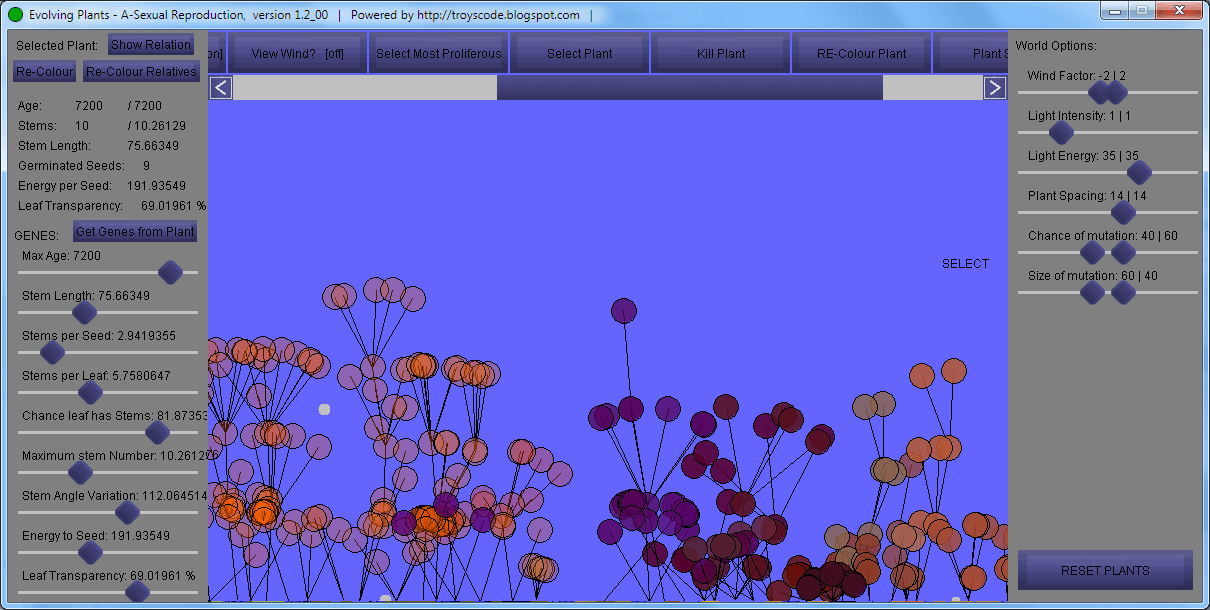 Evolving Plants - A-Sexual Reproduction, version 1.2_00 | Powered by http://troyscode.blogspot.com |
Selected Plant: Show Relation
Re-Colour Re-Colour Relatives
Age: 7200 / 7200
Stems: 10 / 10.26129
Stem Length: 75.66349
Germinated Seeds: 9
Energy per Seed: 191.93549
Leaf Transparency: 69.01961 %
GENES: Get Genes from Plant
Max Age: 7200
Stem Length: 75.66349
Stems per Seed: 2.9419355
Stems per Leaf: 5.7580647
Chance leaf has Stems: 81.87353
Maximum stem Number: 10.261296
Stem Angle Variation: 112.064514
Energy to Seed: 191.93549
Leaf Transparency: 69.01961 %
on] View Wind? [off] Select Most Proliferous Select Plant Kill Plant RE-Colour Plant Plant S
< >
SELECT
World Options:
Wind Factor: -2 | 2
Light Intensity: 1 | 1
Light Energy: 35 | 35
Plant Spacing: 14 | 14
Chance of mutation: 40 | 60
Size of mutation: 60 | 40
RESET PLANTS